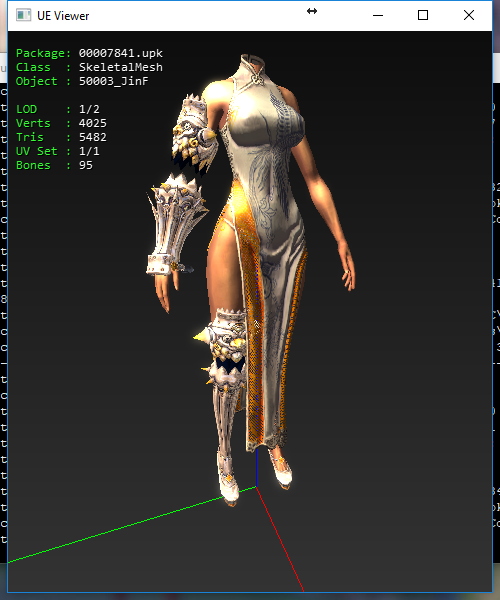 UE Viewer
Package: 00007841.upk
Class : SkeletalMesh
Object : 50003_JinF
LOD : 1/2
Verts : 4025
Tris : 5482
UV Set : 1/1
Bones : 95